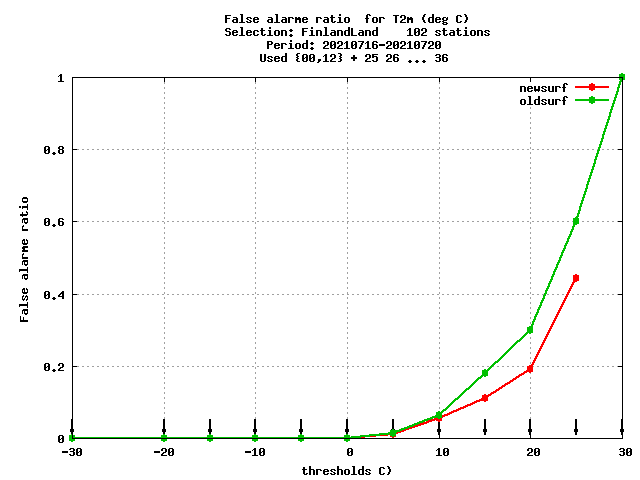 False alarme ratio  for T2m (deg C)
Selection: FinlandLand    102 stations
Period: 20210716-20210720
Used {00,12} + 25 26 ... 36
newsurf
oldsurf
1
0.8
0.6
0.4
0.2
0
False alarme ratio
-30 -20 -10 0 10 20 30
thresholds C)